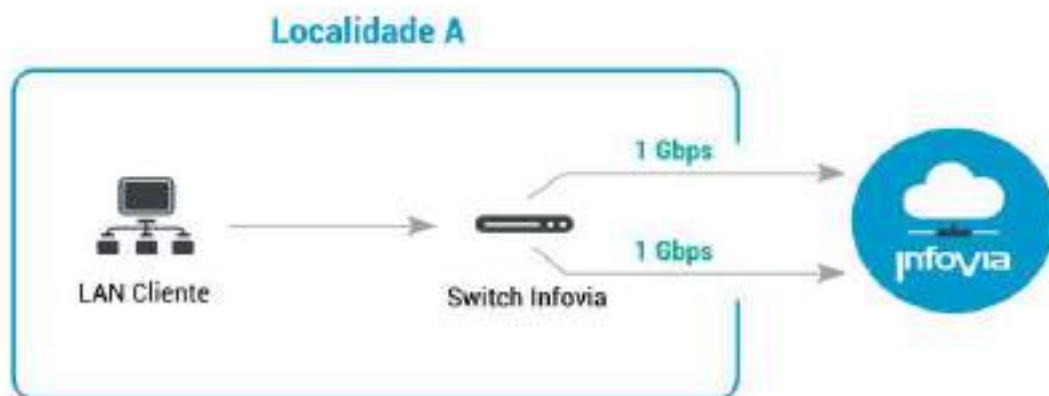 Localidade A
1 Gbps
1 Gbps
LAN Cliente
Switch Infovia
infovia